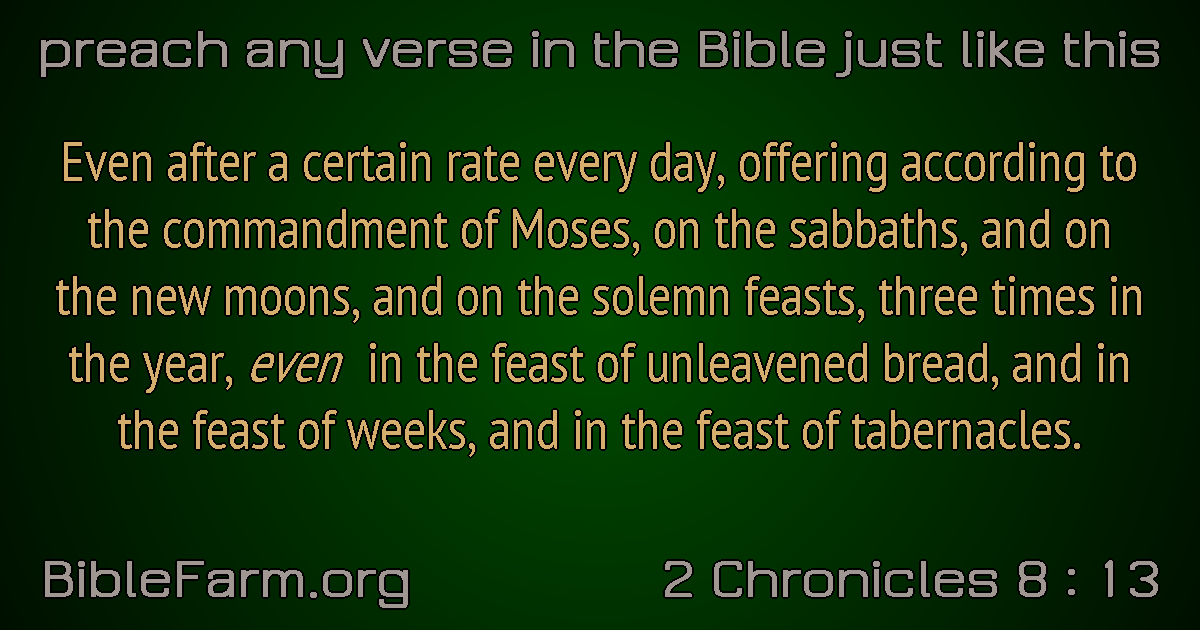 preach any verse in the Bible just like this
Even after a certain rate every day, offering according to
the commandment of Moses, on the sabbaths, and on
the new moons, and on the solemn feasts, three times in
the year, even in the feast of unleavened bread, and in
the feast of weeks, and in the feast of tabernacles.
BibleFarm.org
2 Chronicles 8 : 13